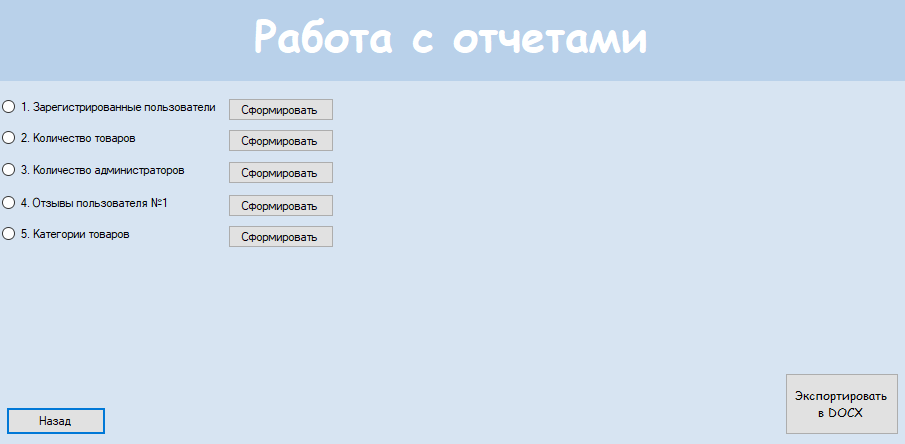 Работа с отчетами
1. Зарегистрированные пользователи
Сформировать
2. Количество товаров
Сформировать
3. Количество администраторов
Сформировать
4. Отзывы пользователя №1
Сформировать
5. Категории товаров
Сформировать
Экспортировать
в DOCX
Назад